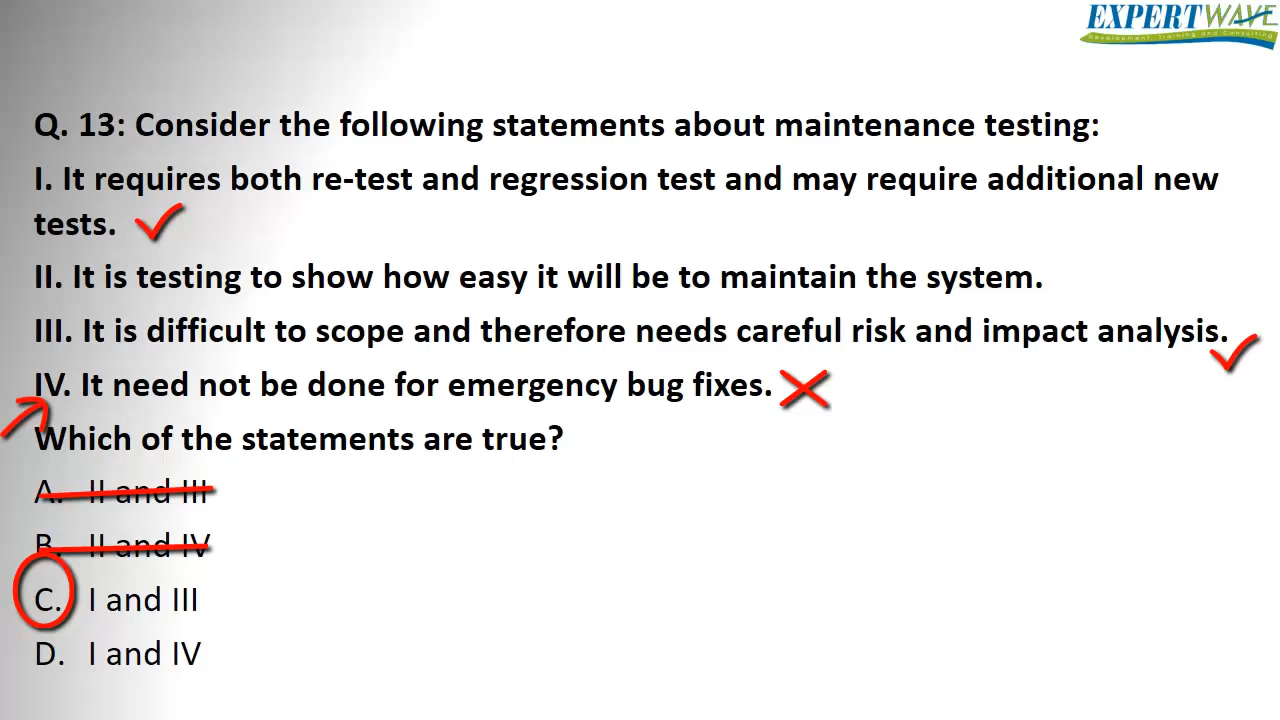 EXPERTWAVE
Development, Training and Consulting
Q. 13: Consider the following statements about maintenance testing:
I. It requires both re-test and regression test and may require additional new
tests.
II. It is testing to show how easy it will be to maintain the system.
III. It is difficult to scope and therefore needs careful risk and impact analysis.
IV. It need not be done for emergency bug fixes.
Which of the statements are true?
A. II and III
B. II and IV
C. I and III
D. I and IV